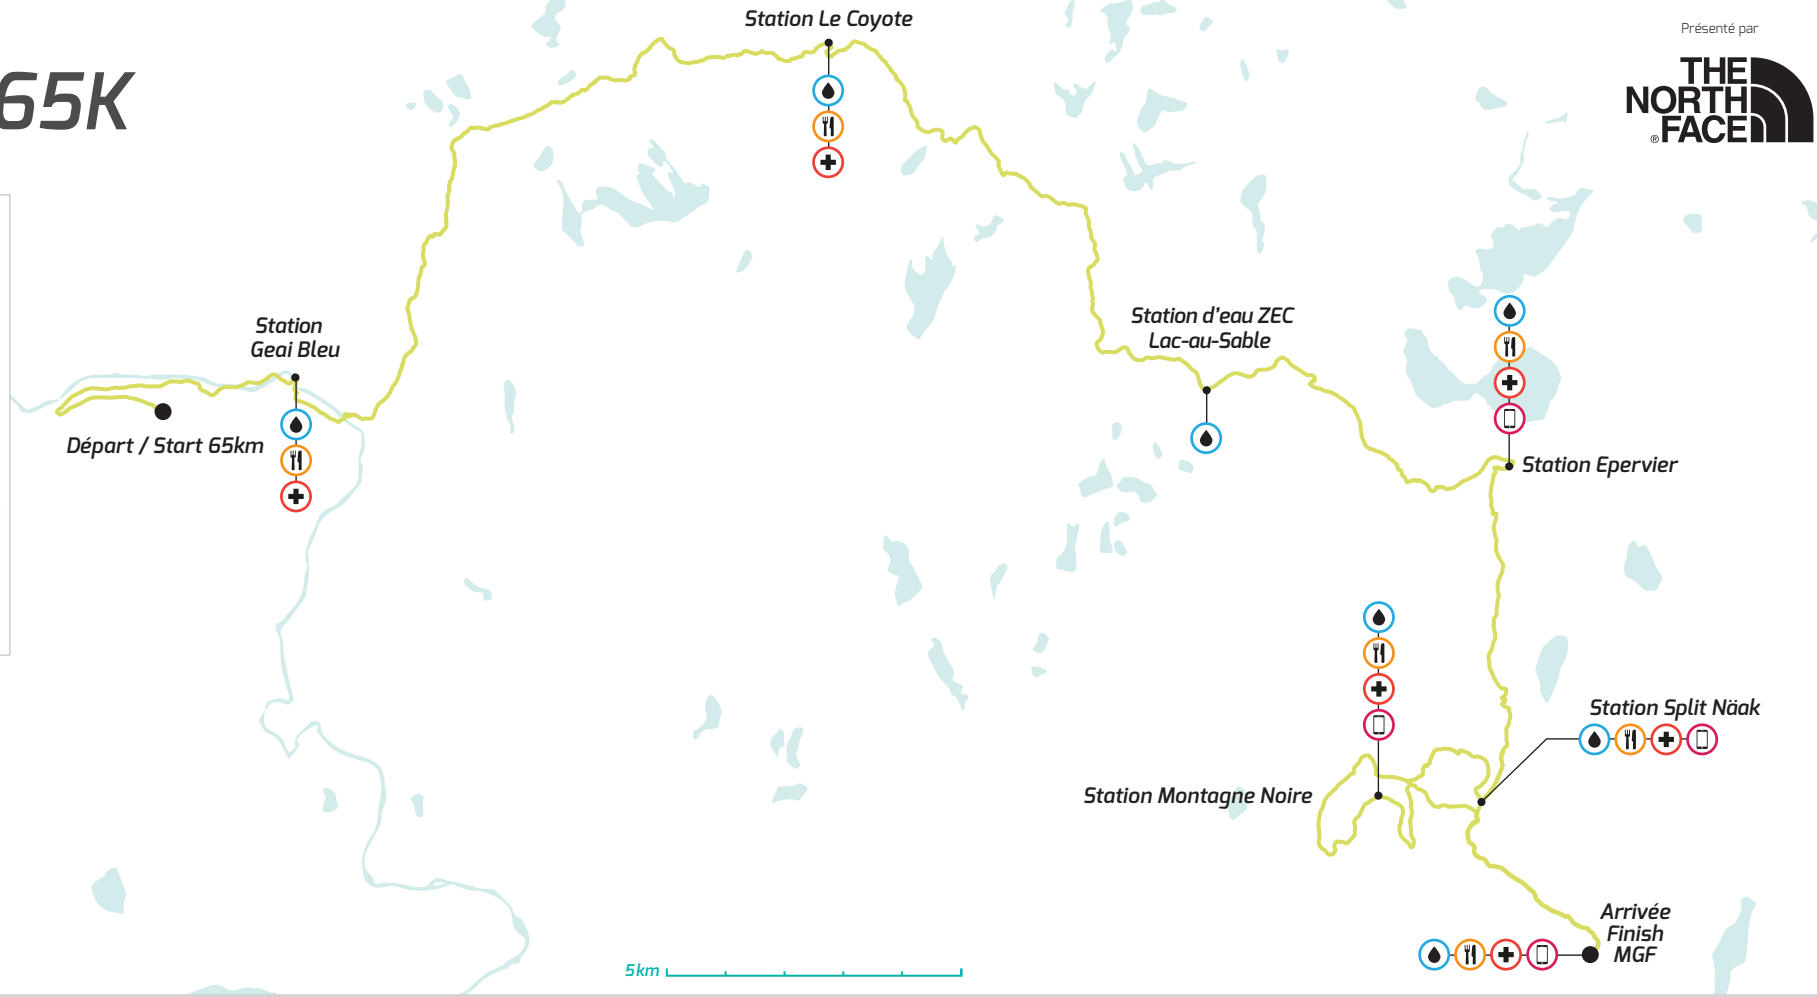 65K
Station Le Coyote
Présenté par
THE
NORTH
® FACE
Station
Geai Bleu
Départ / Start 65km
Station d'eau ZEC
Lac-au-Sable
Station Epervier
Station Split Näak
Station Montagne Noire
Arrivée
Finish
MGF
5km